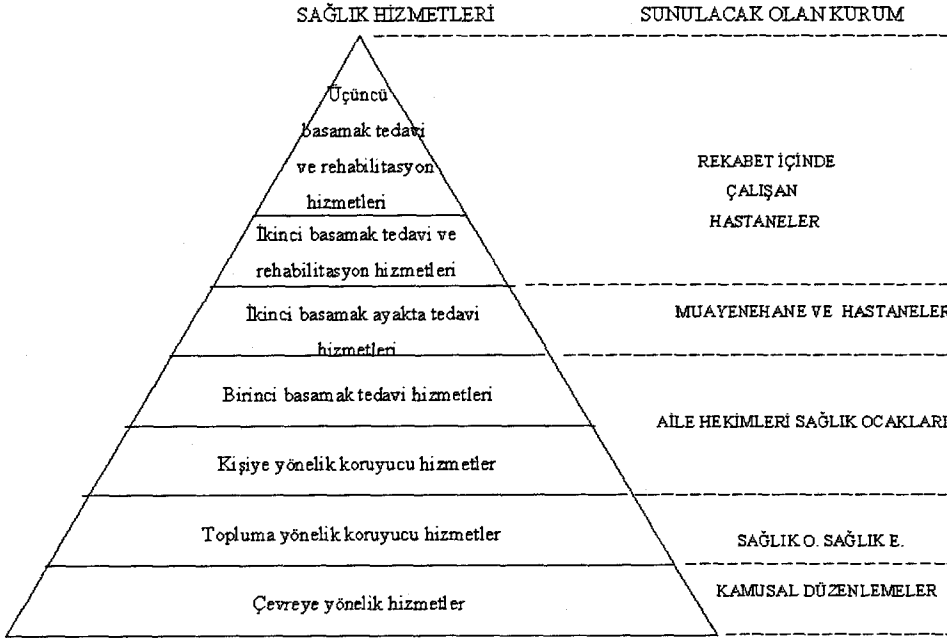 SAĞLIK HİZMETLERİ
SUNULACAK OLAN KURUM
Üçüncü
basamak tedavi
ve rehabilitasyon
hizmetleri
REKABET İÇİNDE
ÇALIŞAN
HASTANELER
İkinci basamak tedavi ve
rehabilitasyon hizmetleri
İkinci basamak ayakta tedavi
hizmetleri
MUAYENEHANE VE HASTANELER
Birinci basamak tedavi hizmetleri
AİLE HEKİMLERİ SAĞLIK OCAKLARI
Kişiye yönelik koruyucu hizmetler
Topluma yönelik koruyucu hizmetler
SAĞLIK O. SAĞLIK E.
Çevreye yönelik hizmetler
KAMUSAL DÜZENLEMELER